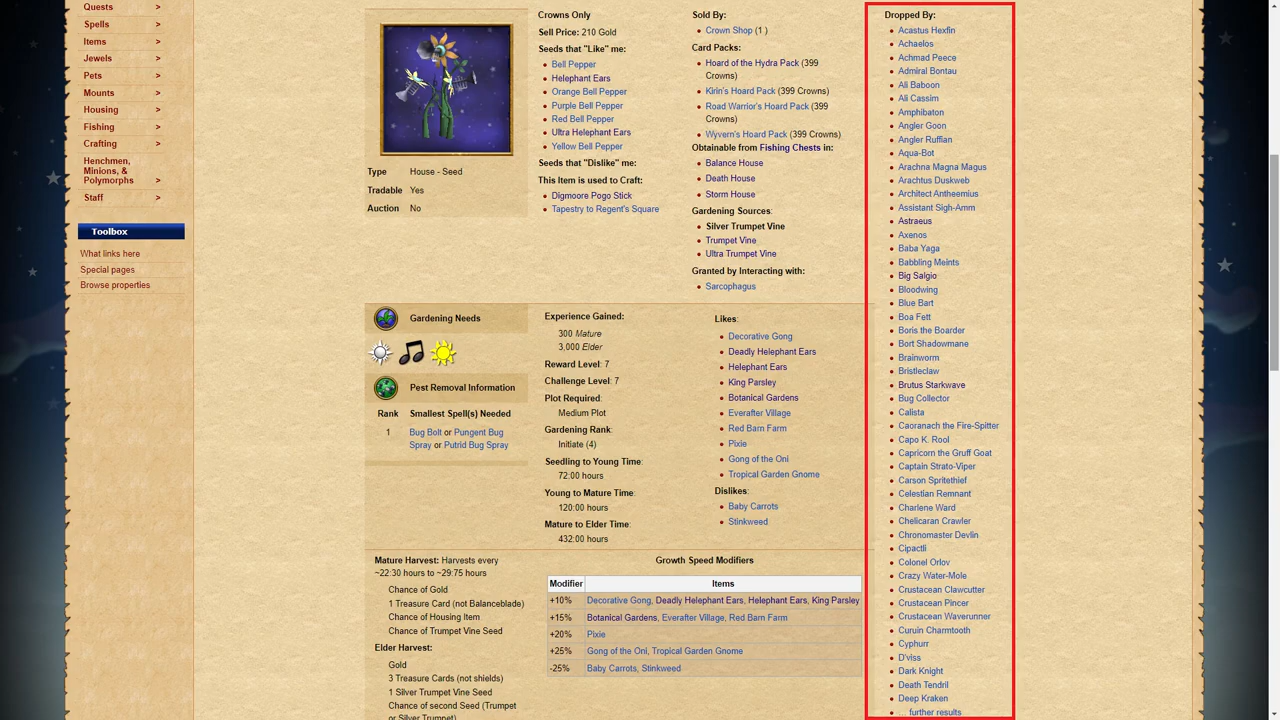 Quests >
Spells >
Items >
Jewels >
Pets >
Mounts >
Housing >
Fishing >
Crafting >
Henchmen,
Minions, &
Polymorphs >
Staff >
Toolbox
What links here
Special pages
Browse properties
Type House - Seed
Tradable Yes
Auction No
Crowns Only
Sell Price: 210 Gold
Seeds that "Like" me:
Bell Pepper
Helephant Ears
Orange Bell Pepper
Purple Bell Pepper
Red Bell Pepper
Ultra Helephant Ears
Yellow Bell Pepper
Seeds that "Dislike" me:
This Item is used to Craft:
Digmoore Pogo Stick
Tapestry to Regent's Square
Sold By:
Crown Shop (1 )
Card Packs:
Hoard of the Hydra Pack (399
Crowns)
Kirin's Hoard Pack (399 Crowns)
Road Warrior's Hoard Pack (399
Crowns)
Wyvern's Hoard Pack (399 Crowns)
Obtainable from Fishing Chests in:
Balance House
Death House
Storm House
Gardening Sources:
Silver Trumpet Vine
Trumpet Vine
Ultra Trumpet Vine
Granted by Interacting with:
Sarcophagus
Gardening Needs
Pest Removal Information
Rank Smallest Spell(s) Needed
1 Bug Bolt or Pungent Bug
Spray or Putrid Bug Spray
Experience Gained:
300 Mature
3,000 Elder
Reward Level: 7
Challenge Level: 7
Plot Required:
Medium Plot
Gardening Rank:
Initiate (4)
Seedling to Young Time:
72:00 hours
Young to Mature Time:
120:00 hours
Mature to Elder Time:
432:00 hours
Likes:
Decorative Gong
Deadly Helephant Ears
Helephant Ears
King Parsley
Botanical Gardens
Everafter Village
Red Barn Farm
Pixie
Gong of the Oni
Tropical Garden Gnome
Dislikes:
Baby Carrots
Stinkweed
Mature Harvest: Harvests every
~22:30 hours to ~29:75 hours
Chance of Gold
1 Treasure Card (not Balanceblade)
Chance of Housing Item
Chance of Trumpet Vine Seed
Elder Harvest:
Gold
3 Treasure Cards (not shields)
1 Silver Trumpet Vine Seed
Chance of second Seed (Trumpet
or Silver Trumpet)
Growth Speed Modifiers
Modifier Items
+10% Decorative Gong, Deadly Helephant Ears, Helephant Ears, King Parsley
+15% Botanical Gardens, Everafter Village, Red Barn Farm
+20% Pixie
+25% Gong of the Oni, Tropical Garden Gnome
-25% Baby Carrots, Stinkweed
Dropped By:
Acastus Hexfin
Achaelos
Achmad Peece
Admiral Bontau
Ali Baboon
Ali Cassim
Amphibaton
Angler Goon
Angler Ruffian
Aqua-Bot
Arachna Magna Magus
Arachtus Duskweb
Architect Antheemius
Assistant Sigh-Amm
Astraeus
Axenos
Baba Yaga
Babbling Meints
Big Salgio
Bloodwing
Blue Bart
Boa Fett
Boris the Boarder
Bort Shadowmane
Brainworm
Bristleclaw
Brutus Starkwave
Bug Collector
Calista
Caoranach the Fire-Spitter
Capo K. Rool
Capricorn the Gruff Goat
Captain Strato-Viper
Carson Spritethief
Celestian Remnant
Charlene Ward
Chelicaran Crawler
Chronomaster Devlin
Cipactli
Colonel Orlov
Crazy Water-Mole
Crustacean Clawcutter
Crustacean Pincer
Crustacean Waverunner
Curuin Charmtooth
Cyphurr
D'viss
Dark Knight
Death Tendril
Deep Kraken
... further results